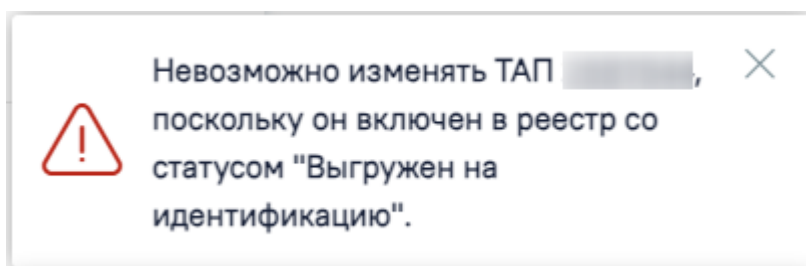 Невозможно изменять ТАП ,
поскольку он включен в реестр со
статусом "Выгружен на
идентификацию".